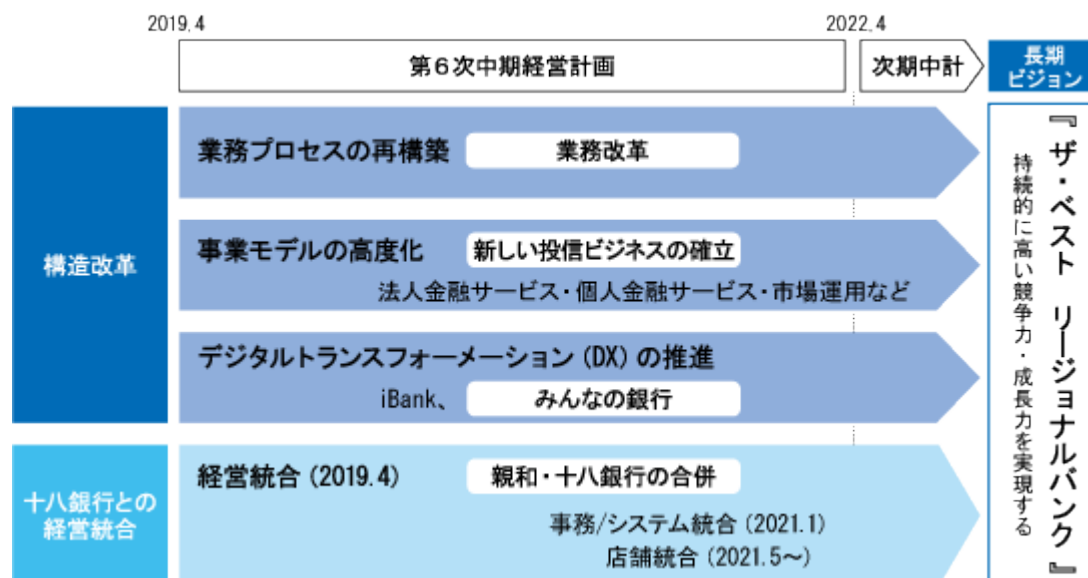 2019.4
2022.4
第６次中期経営計画
次期中計
長期
ビジョン
構造改革
業務プロセスの再構築
業務改革
事業モデルの高度化
新しい投信ビジネスの確立
法人金融サービス・個人金融サービス・市場運用など
デジタルトランスフォーメーション（DX）の推進
iBank、
みんなの銀行
十八銀行との
経営統合
経営統合（2019.4）
親和・十八銀行の合併
事務/システム統合（2021.1）
店舗統合（2021.5～）
『ザ・ベスト リージョナルバンク』
持続的に高い競争力・成長力を実現する